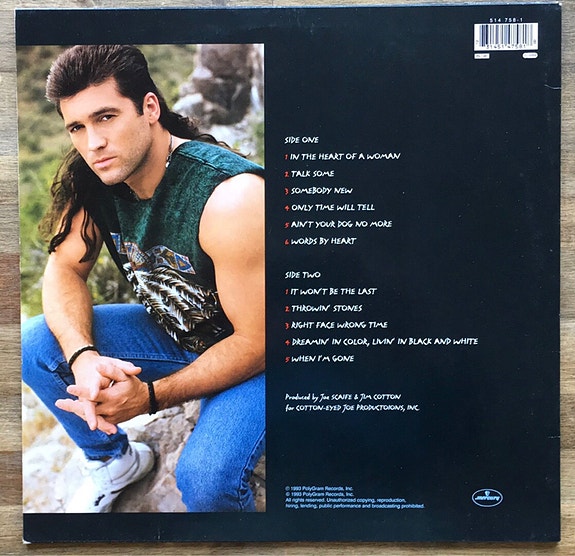 514 758-1
SIDE ONE
1 IN THE HEART OF A WOMAN
2 TALK SOME
3 SOMEBODY NEW
4 ONLY TIME WILL TELL
5 AIN'T YOUR DOG NO MORE
6 WORDS BY HEART
SIDE TWO
1 IT WON'T BE THE LAST
2 THROWIN' STONES
3 RIGHT FACE WRONG TIME
4 DREAMIN' IN COLOR, LIVIN' IN BLACK AND WHITE
5 WHEN I'M GONE
Produced by Joe SCAIFE & JIM COTTON
for COTTON-EYED JOE PRODUCTOIONS, INC.
℗ 1993 PolyGram Records, Inc.
© 1993 PolyGram Records, Inc.
All rights reserved. Unauthorized copying, reproduction,
hiring, lending, public performance and broadcasting prohibited.
mercury